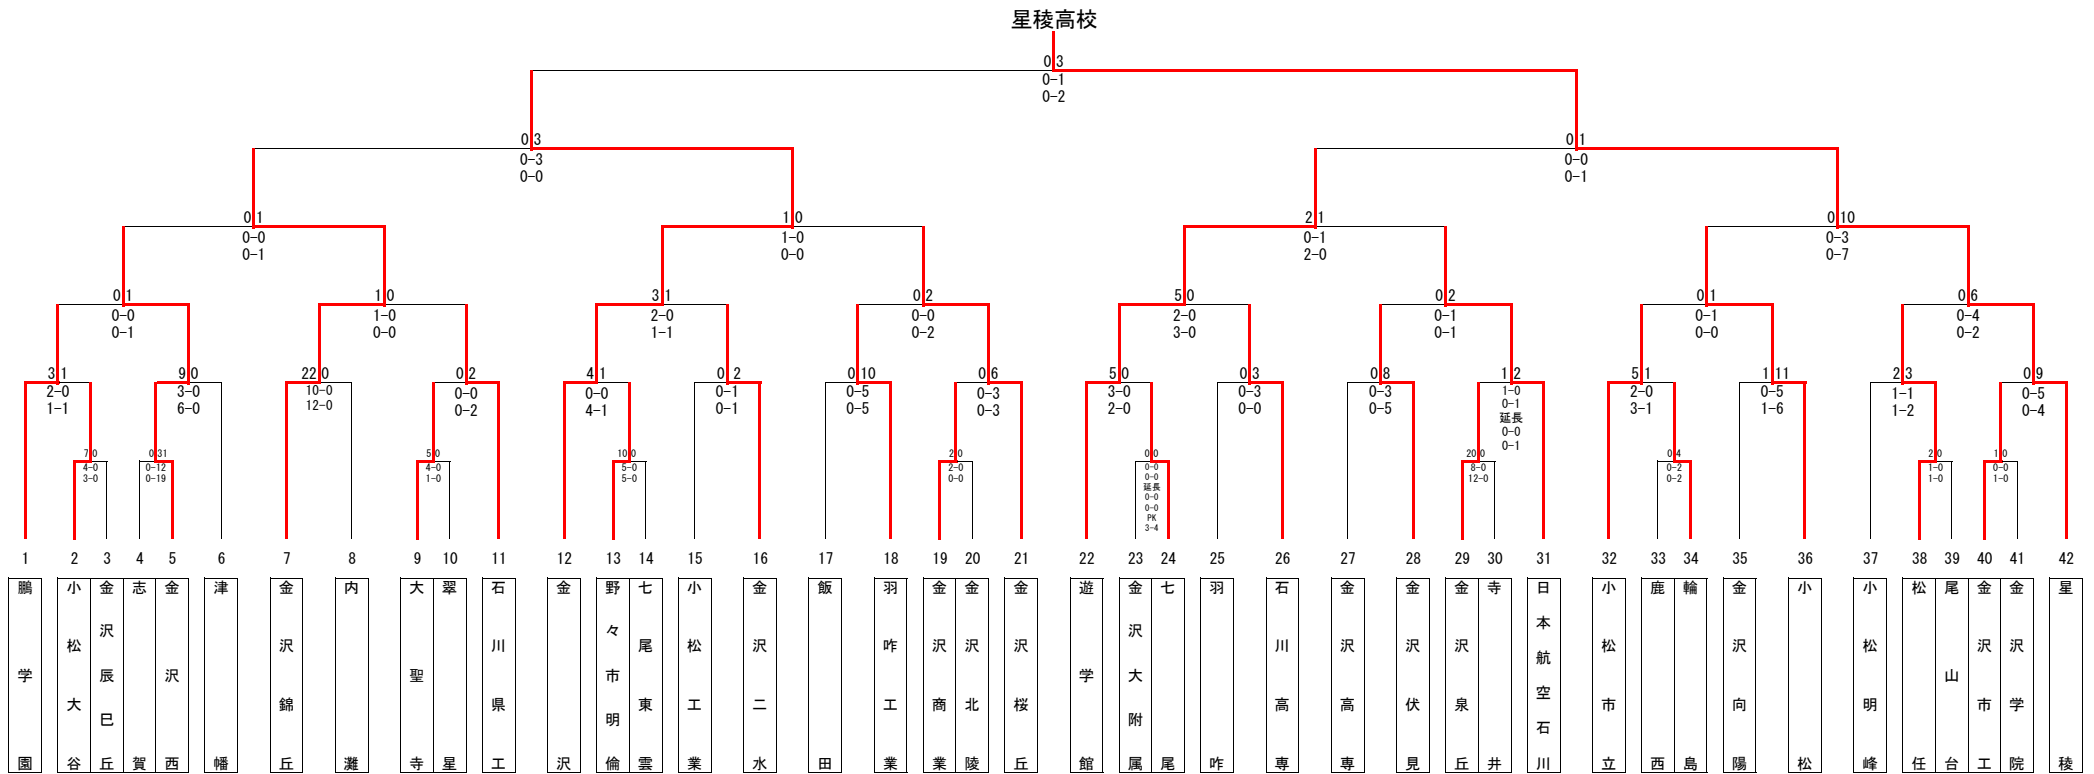 星稜高校
0 3
0-1
0-2
0 3
0-3
0-0
0 1
0-0
0-1
0 1
0-0
0-1
1 0
1-0
0-0
2 1
0-1
2-0
0 10
0-3
0-7
0 1
0-0
0-1
1 0
1-0
0-0
3 1
2-0
1-1
0 2
0-0
0-2
5 0
2-0
3-0
0 2
0-1
0-1
0 1
0-1
0-0
0 6
0-4
0-2
3 1
2-0
1-1
9 0
3-0
6-0
22 0
10-0
12-0
0 2
0-0
0-2
4 1
0-0
4-1
0 2
0-1
0-1
0 10
0-5
0-5
0 6
0-3
0-3
5 0
3-0
2-0
0 3
0-3
0-0
0 8
0-3
0-5
1 2
1-0
0-1
延長
0-0
0-1
5 1
2-0
3-1
1 11
0-5
1-6
2 3
1-1
1-2
0 9
0-5
0-4
7 0
4-0
3-0
0 31
0-12
0-19
5 0
4-0
1-0
10 0
5-0
5-0
2 0
2-0
0-0
0 0
0-0
0-0
延長
0-0
0-0
PK
3-4
20 0
8-0
12-0
0 4
0-2
0-2
2 0
1-0
1-0
1 0
0-0
1-0
1 2 3 4 5 6 7 8 9 10 11 12 13 14 15 16 17 18 19 20 21 22 23 24 25 26 27 28 29 30 31 32 33 34 35 36 37 38 39 40 41 42
鵬学園
小松大谷
金沢辰巳丘
志賀
金沢西
津幡
金沢錦丘
内灘
大聖寺
翠星
石川県工
金沢
野々市明倫
七尾東雲
小松工業
金沢二水
飯田
羽咋工業
金沢商業
金沢北陵
金沢桜丘
遊学館
金沢大附属
七尾
羽咋
石川高専
金沢高専
金沢伏見
金沢泉丘
寺井
日本航空石川
小松市立
鹿西
輪島
金沢向陽
小松
小松明峰
松任
尾山台
金沢市工
金沢学院
星稜